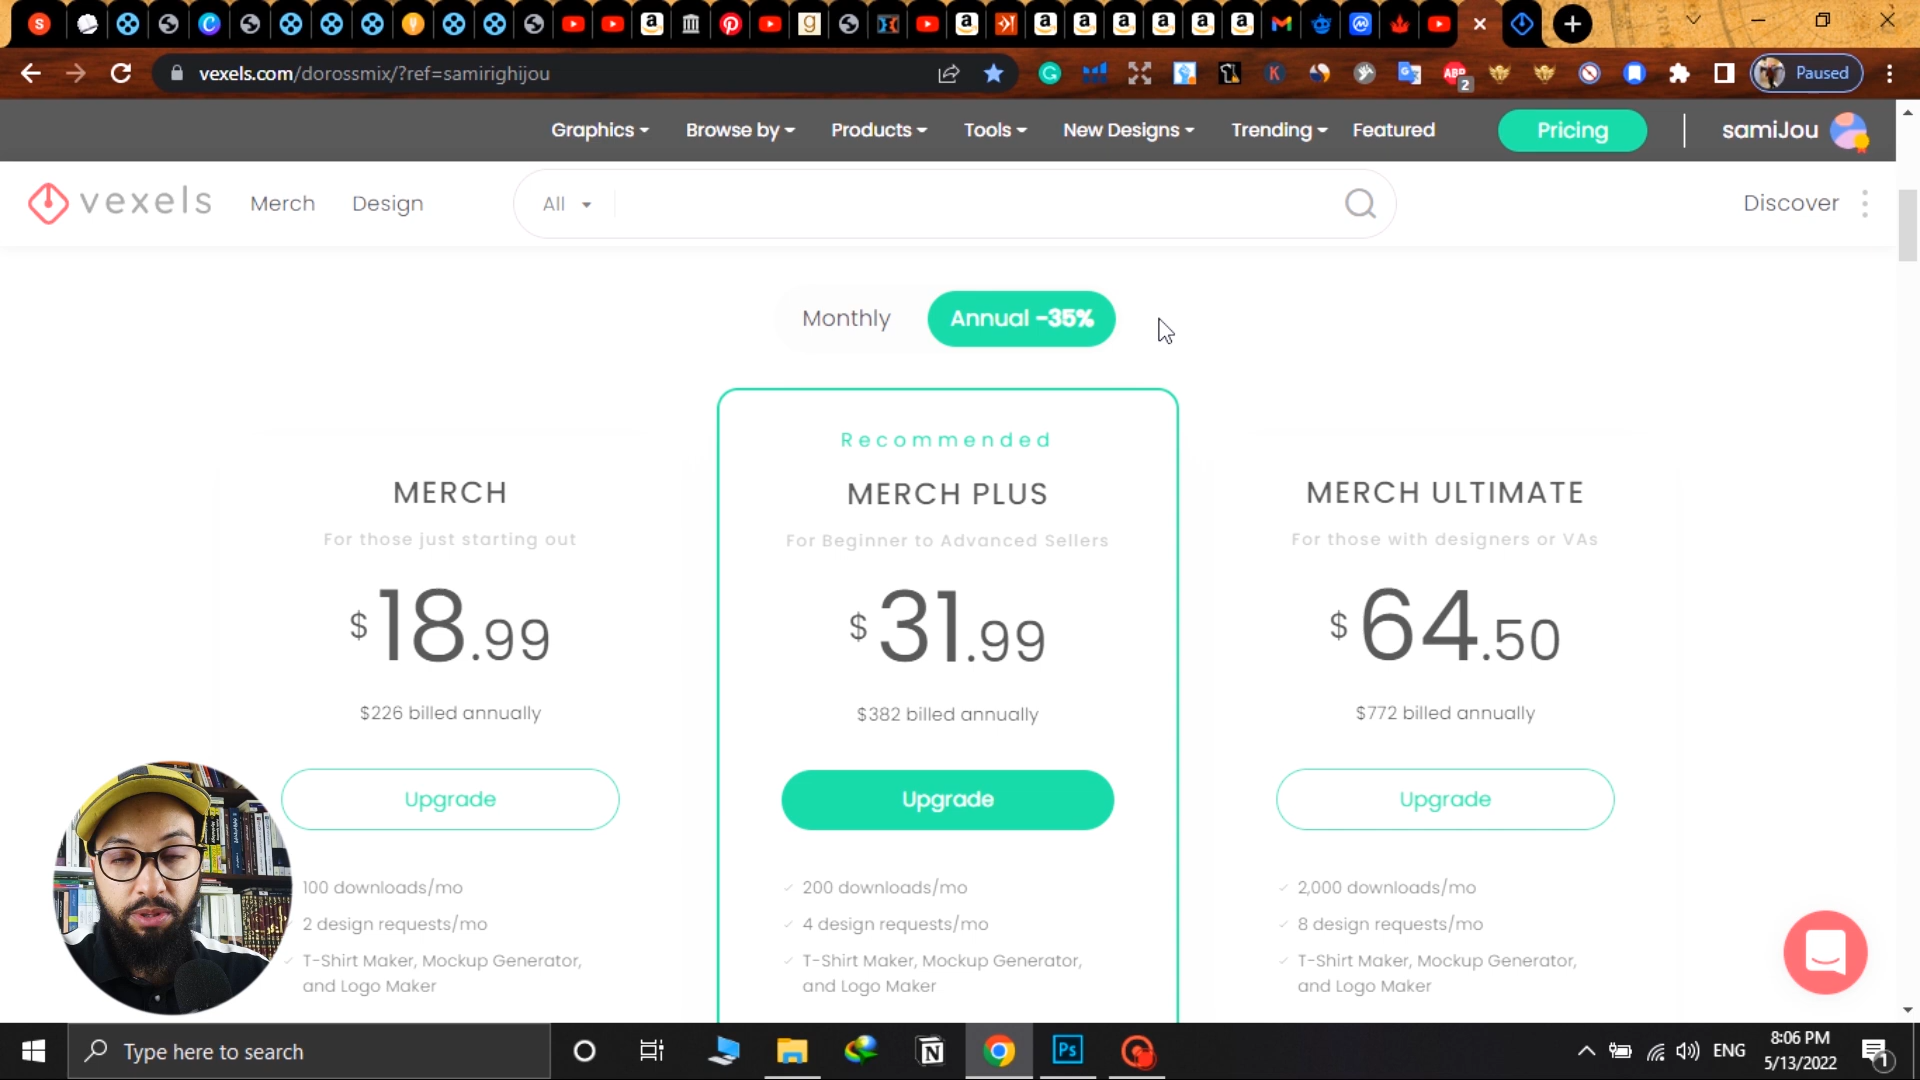 vexels.com/dorossmix/?ref=samirighijou
ABP
2
Paused
Graphics
Browse by
Products
Tools
New Designs
Trending
Featured
Pricing
samiJou
vexels
Merch
Design
All
Discover
Monthly
Annual -35%
Recommended
MERCH
For those just starting out
$18.99
$226 billed annually
Upgrade
100 downloads/mo
2 design requests/mo
T-Shirt Maker, Mockup Generator,
and Logo Maker
MERCH PLUS
For Beginner to Advanced Sellers
$31.99
$382 billed annually
Upgrade
200 downloads/mo
4 design requests/mo
T-Shirt Maker, Mockup Generator,
and Logo Maker
MERCH ULTIMATE
For those with designers or VAs
$64.50
$772 billed annually
Upgrade
2,000 downloads/mo
8 design requests/mo
T-Shirt Maker, Mockup Generator,
and Logo Maker
Type here to search
Ps
ENG
8:06 PM
5/13/2022
1